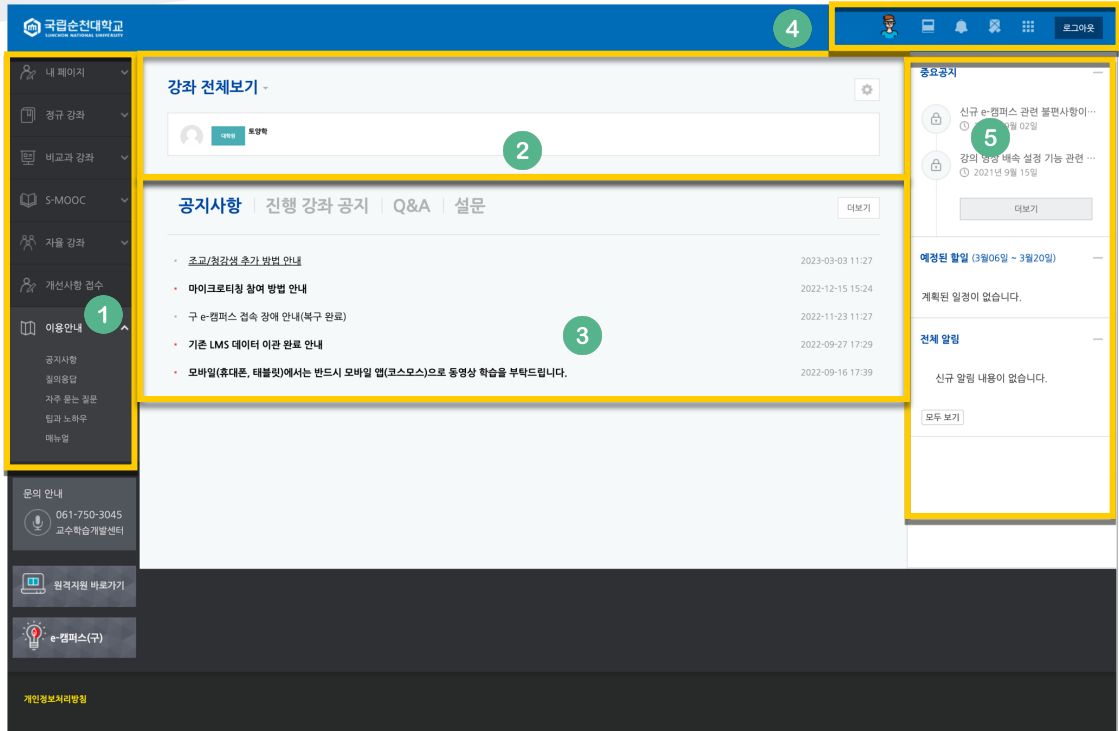 국립순천대학교
SUNCHON NATIONAL UNIVERSITY
4
로그아웃
내 페이지
정규 강좌
비교과 강좌
S-MOOC
자율 강좌
개선사항 접수
이용안내
1
공지사항
질의응답
자주 묻는 질문
팁과 노하우
매뉴얼
문의 안내
061-750-3045
교수학습개발센터
원격지원 바로가기
e-캠퍼스(구)
개인정보처리방침
강좌 전체보기
대학원 토양학
2
공지사항 진행 강좌 공지 Q&A 설문 더보기
조교/청강생 추가 방법 안내 2023-03-03 11:27
마이크로티칭 참여 방법 안내 2022-12-15 15:24
구 e-캠퍼스 접속 장애 안내(복구 완료) 2022-11-23 11:27
기존 LMS 데이터 이관 완료 안내 2022-09-27 17:29
모바일(휴대폰, 태블릿)에서는 반드시 모바일 앱(코스모스)으로 동영상 학습을 부탁드립니다. 2022-09-16 17:39
3
중요공지
신규 e-캠퍼스 관련 불편사항이…
02일
5
강의 영상 배속 설정 기능 관련 …
2021년 9월 15일
더보기
예정된 할일 (3월06일 ~ 3월20일)
계획된 일정이 없습니다.
전체 알림
신규 알림 내용이 없습니다.
모두 보기